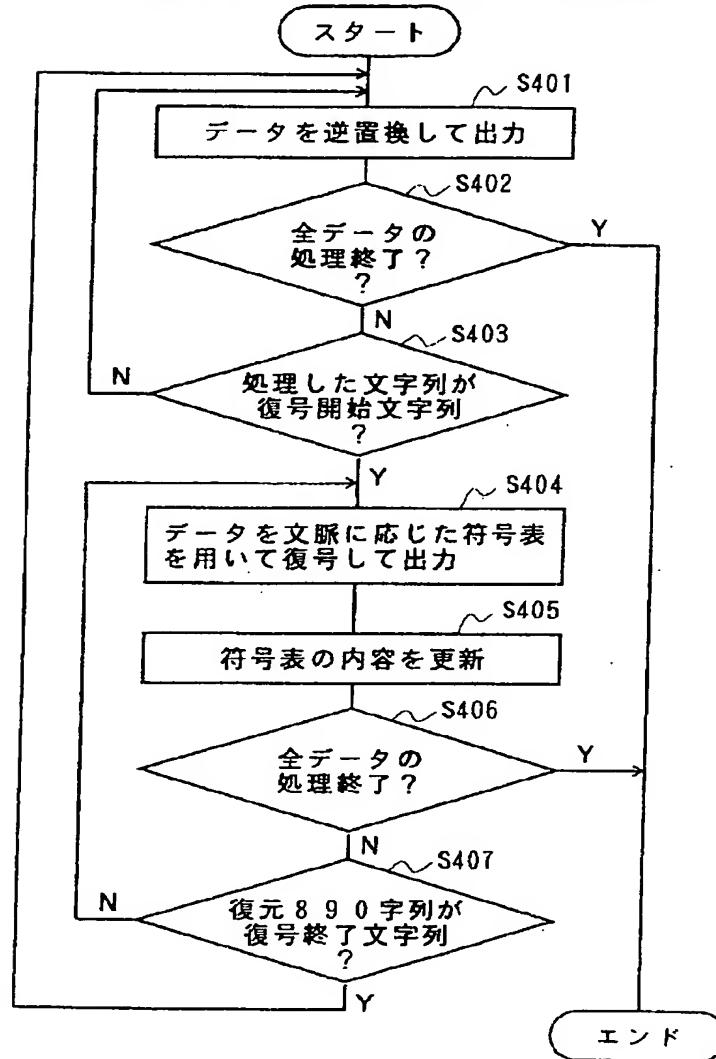 スタート
S401
データを逆置換して出力
S402
全データの
処理終了?
?
Y
N
S403
処理した文字列が
復号開始文字列
?
N
Y
S404
データを文脈に応じた符号表
を用いて復号して出力
S405
符号表の内容を更新
S406
全データの
処理終了?
Y
N
S407
復元890字列が
復号終了文字列
?
N
Y
エンド